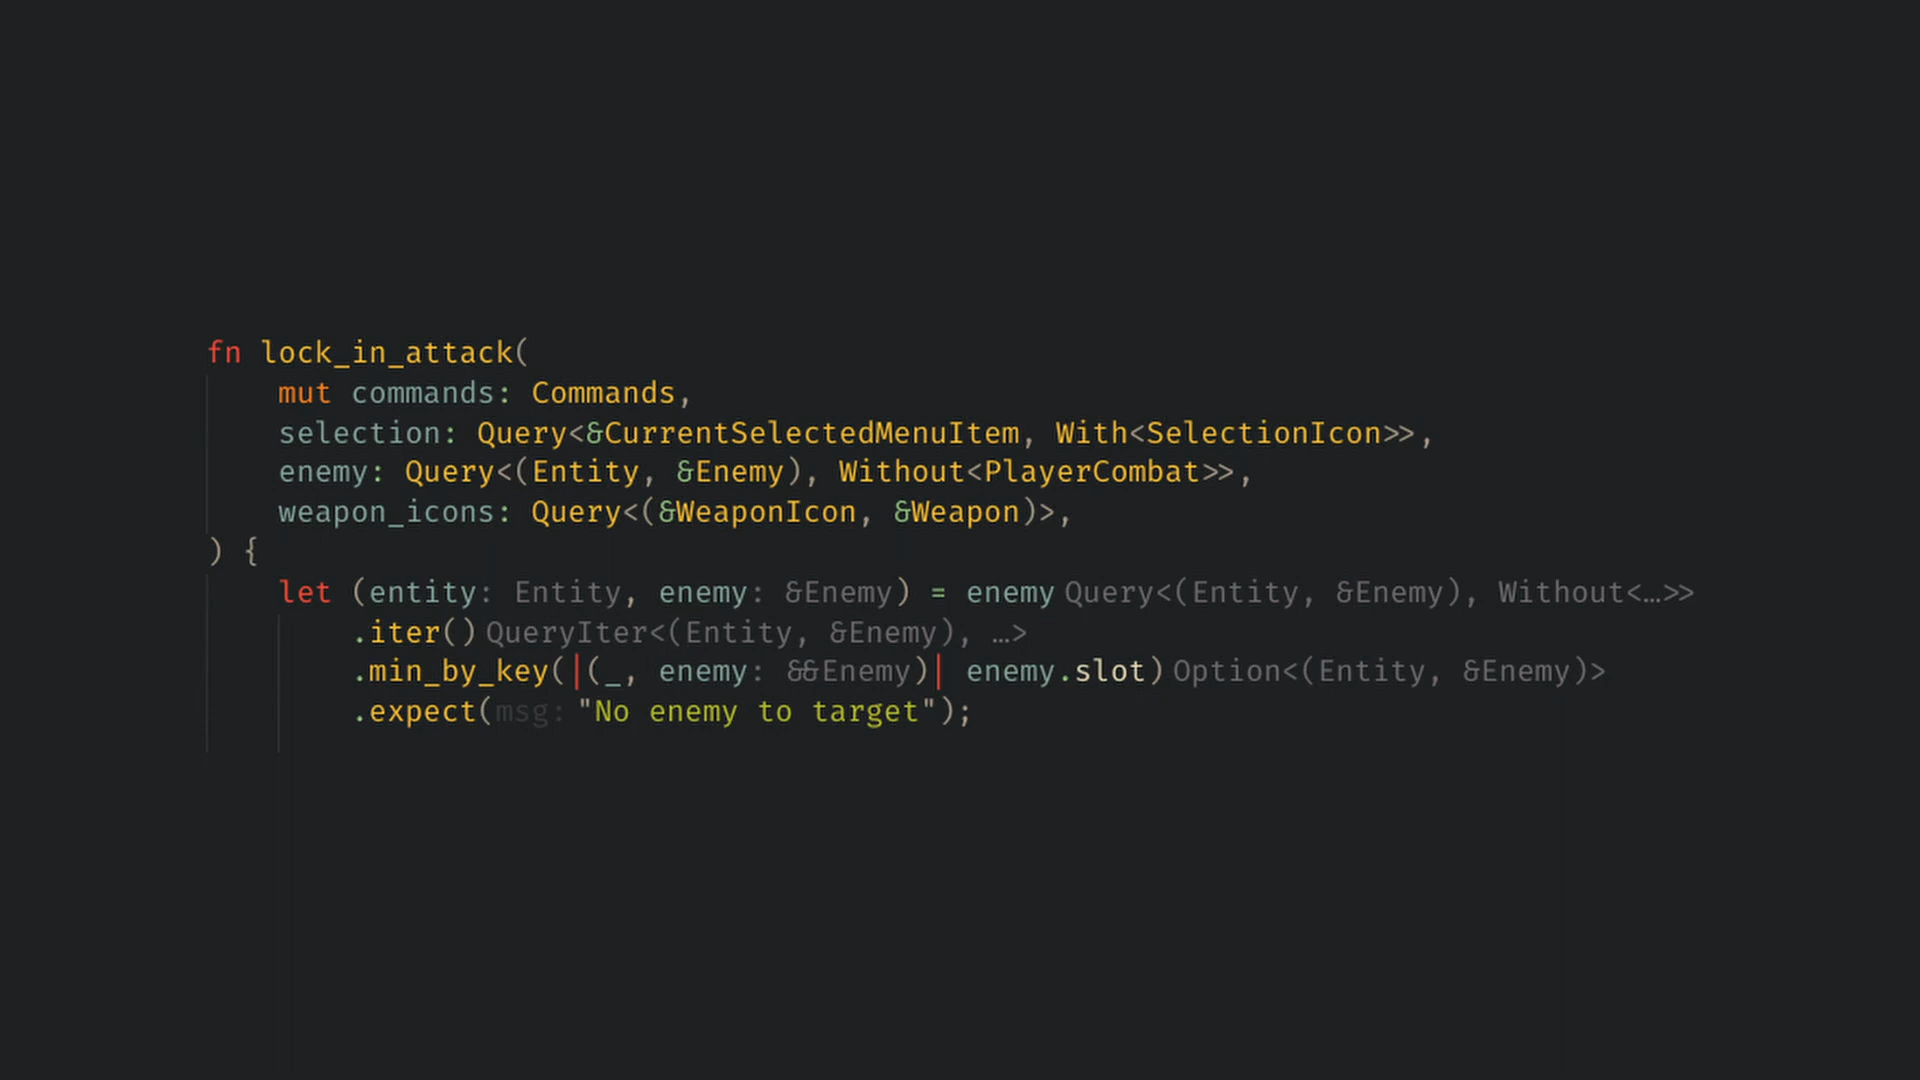 fn lock_in_attack(
    mut commands: Commands,
    selection: Query<&CurrentSelectedMenuItem, With<SelectionIcon>>,
    enemy: Query<(Entity, &Enemy), Without<PlayerCombat>>,
    weapon_icons: Query<(&WeaponIcon, &Weapon)>,
) {
    let (entity: Entity, enemy: &Enemy) = enemy Query<(Entity, &Enemy), Without<…>>
        .iter() QueryIter<(Entity, &Enemy), …>
        .min_by_key(|(_, enemy: &&Enemy)| enemy.slot) Option<(Entity, &Enemy)>
        .expect(msg: "No enemy to target");